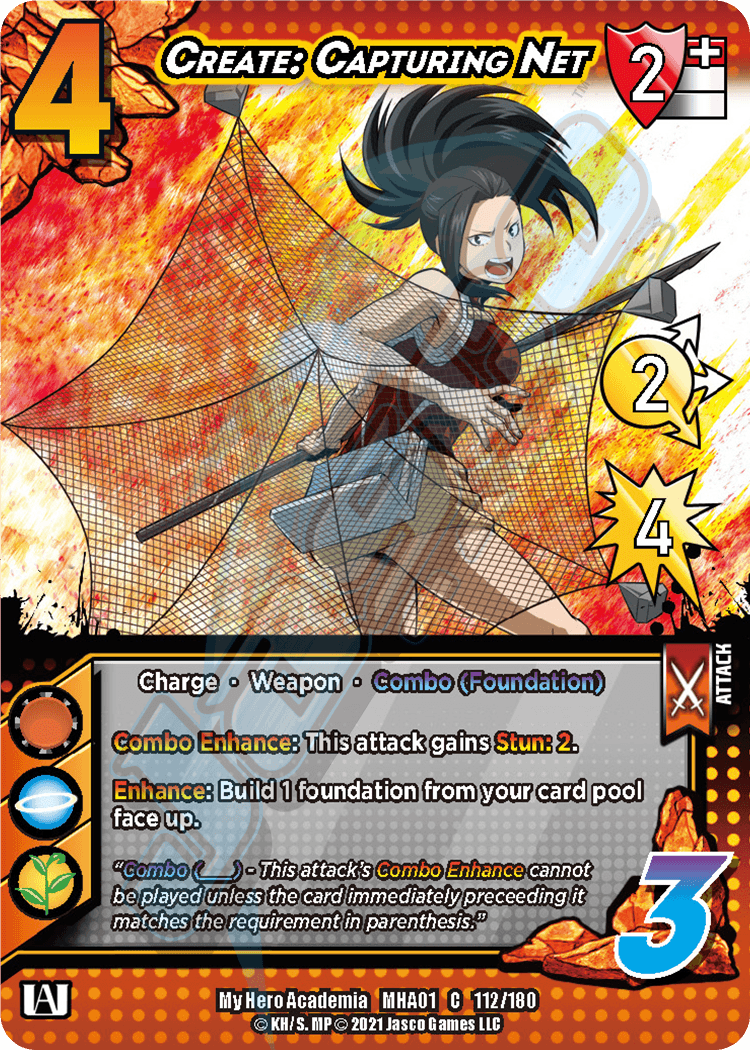 4
CREATE: CAPTURING NET
2
+
TM
2
4
ATTACK
Charge · Weapon · Combo (Foundation)
Combo Enhance: This attack gains Stun: 2.
Enhance: Build 1 foundation from your card pool
face up.
"Combo (___) - This attack's Combo Enhance cannot
be played unless the card immediately preceeding it
matches the requirement in parenthesis."
3
UA
My Hero Academia MHA01 C 112/180
© KH/S. MP © 2021 Jasco Games LLC